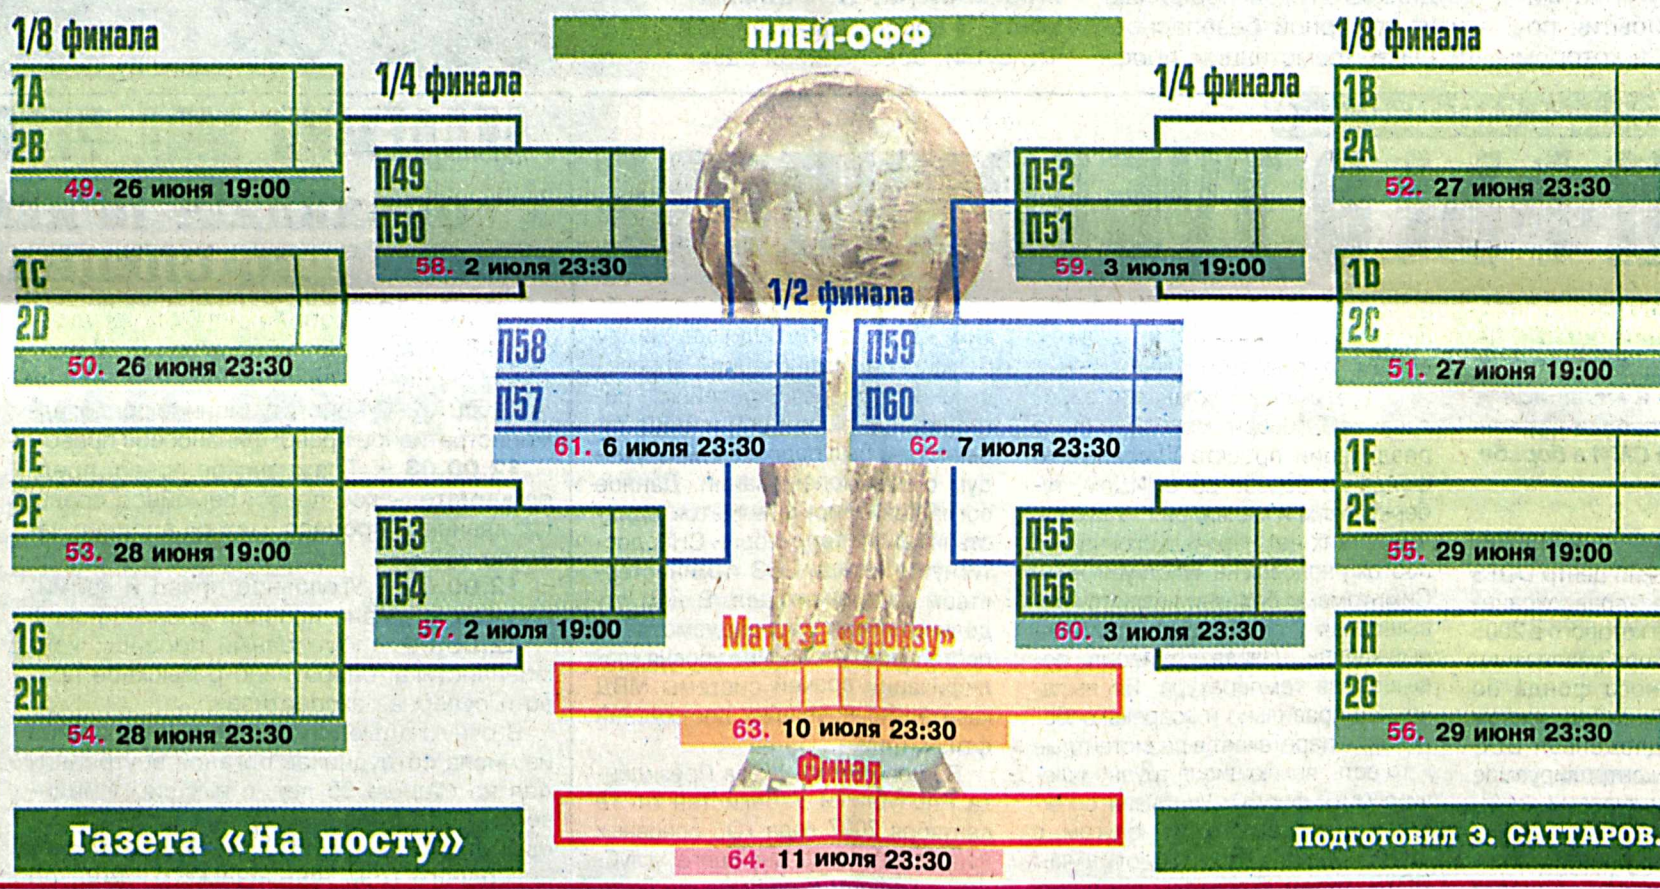 ПЛЕЙ-ОФФ
1/8 финала
1A
2B
49. 26 июня 19:00
1C
2D
50. 26 июня 23:30
1E
2F
53. 28 июня 19:00
1G
2H
54. 28 июня 23:30
1/4 финала
П49
П50
58. 2 июля 23:30
П53
П54
57. 2 июля 19:00
1/2 финала
П58
П57
61. 6 июля 23:30
П59
П60
62. 7 июля 23:30
Матч за «бронзу»
63. 10 июля 23:30
Финал
64. 11 июля 23:30
1/4 финала
П52
П51
59. 3 июля 19:00
П55
П56
60. 3 июля 23:30
1/8 финала
1B
2A
52. 27 июня 23:30
1D
2C
51. 27 июня 19:00
1F
2E
55. 29 июня 19:00
1H
2G
56. 29 июня 23:30
Газета «На посту»
Подготовил Э. САТТАРОВ.